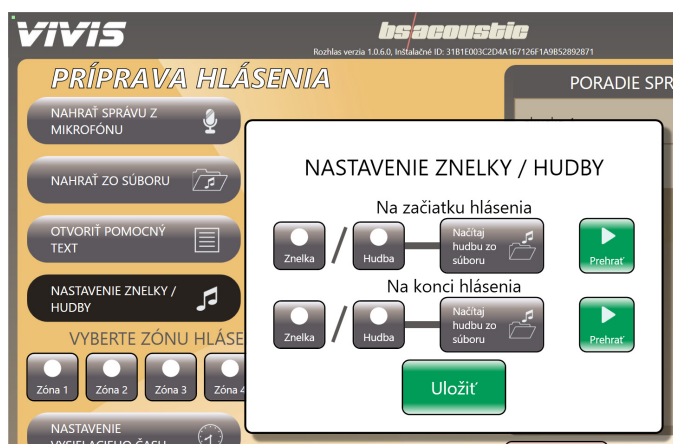 VIVIS
bsacoustic
Rozhlas verzia 1.0.6.0, Inštalačné ID: 31B1E003C2D4A167126F1A9B52892871
PRÍPRAVA HLÁSENIA
PORADIE SPR
NAHRAŤ SPRÁVU Z
MIKROFÓNU
NAHRAŤ ZO SÚBORU
OTVORIŤ POMOCNÝ
TEXT
NASTAVENIE ZNELKY /
HUDBY
VYBERTE ZÓNU HLÁSE
Zóna 1
Zóna 2
Zóna 3
Zóna 4
NASTAVENIE
VYSIELACIEHO ČASU
NASTAVENIE ZNELKY / HUDBY
Na začiatku hlásenia
Znelka
/
Hudba
Načítaj
hudbu zo
súboru
Prehrať
Na konci hlásenia
Znelka
/
Hudba
Načítaj
hudbu zo
súboru
Prehrať
Uložiť